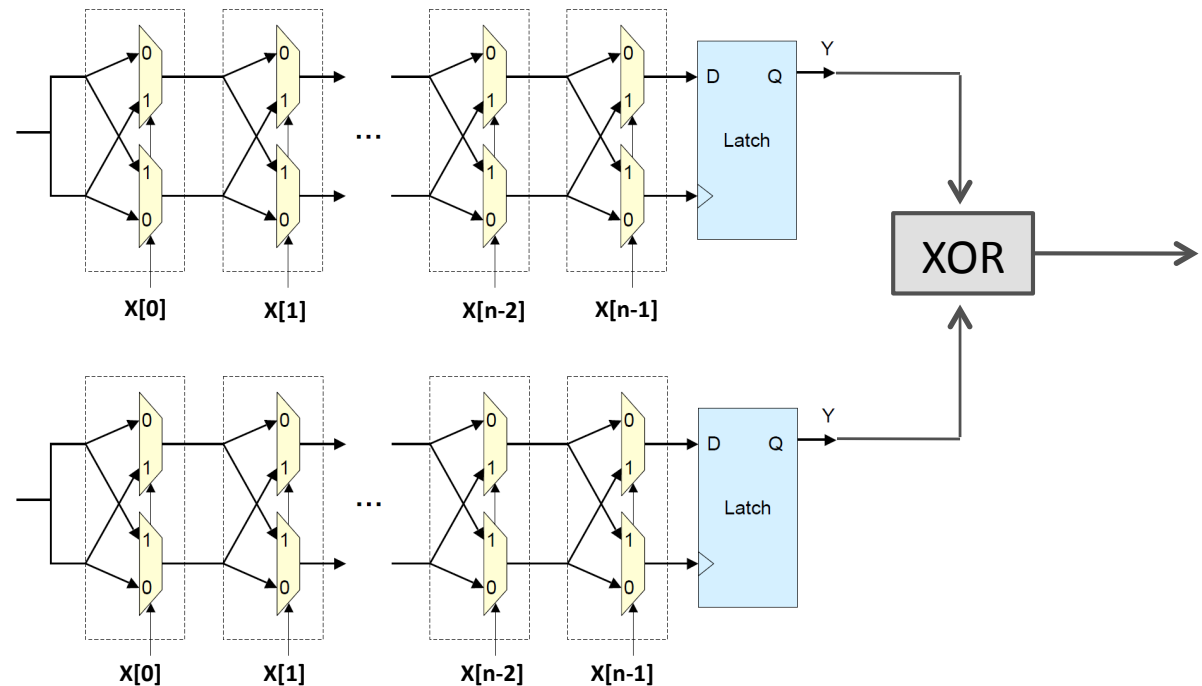 0 0 0 0
D Q Y
1 1 1 1
... Latch
1 1 1 1
0 0 0 0
XOR
X[0] X[1] X[n-2] X[n-1]
0 0 0 0
D Q Y
1 1 1 1
... Latch
1 1 1 1
0 0 0 0
X[0] X[1] X[n-2] X[n-1]